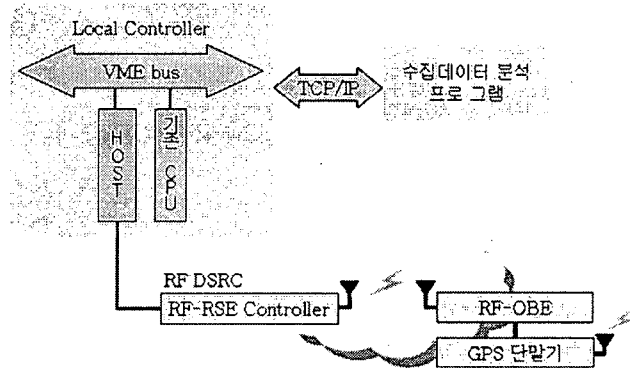 Local Controller
VME bus
TCP/IP
수집데이터 분석
프로그램
HOST
기존 CPU
RF DSRC
RF-RSE Controller
RF-OBE
GPS 단말기